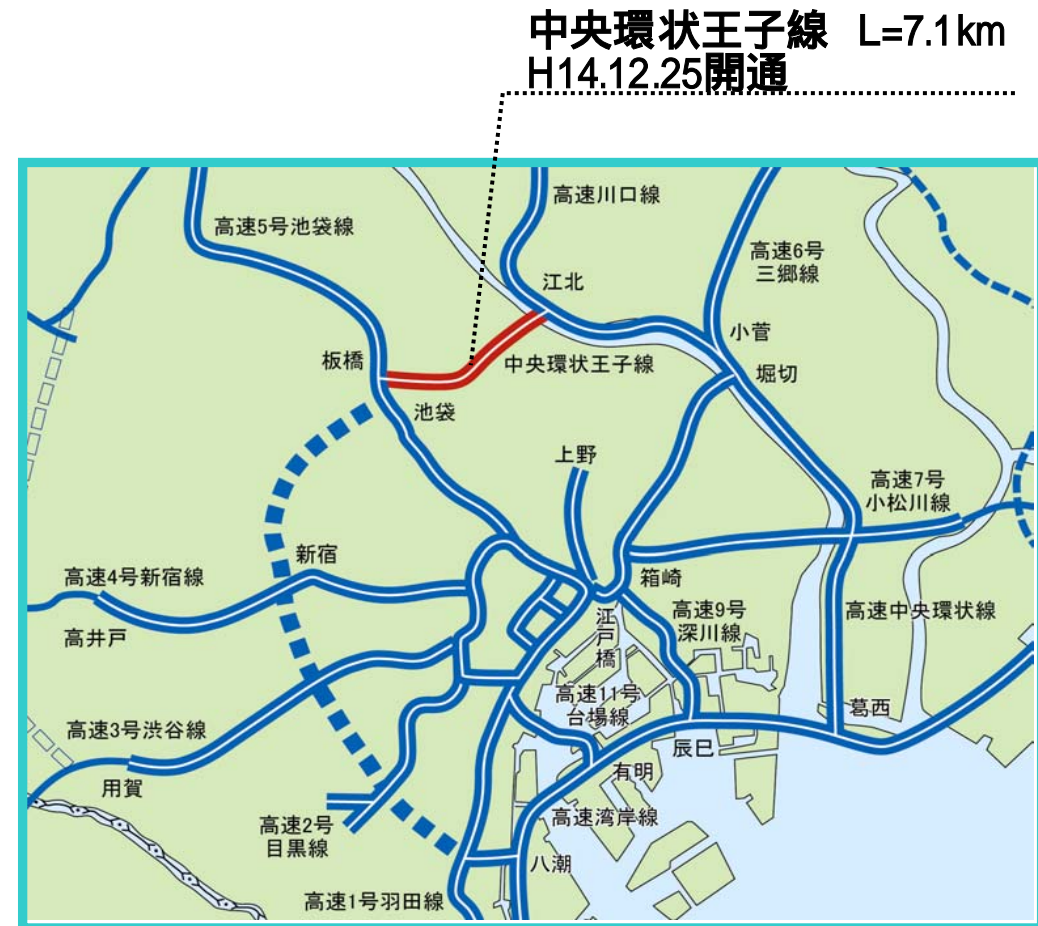 中央環状王子線 L=7.1km
H14.12.25開通
高速5号池袋線
高速川口線
高速6号
三郷線
江北
小菅
板橋
中央環状王子線
堀切
池袋
上野
高速7号
小松川線
新宿
箱崎
高速4号新宿線
高速9号
深川線
高速中央環状線
江戸橋
高井戸
高速11号
台場線
葛西
高速3号渋谷線
辰巳
有明
用賀
高速湾岸線
高速2号
目黒線
八潮
高速1号羽田線